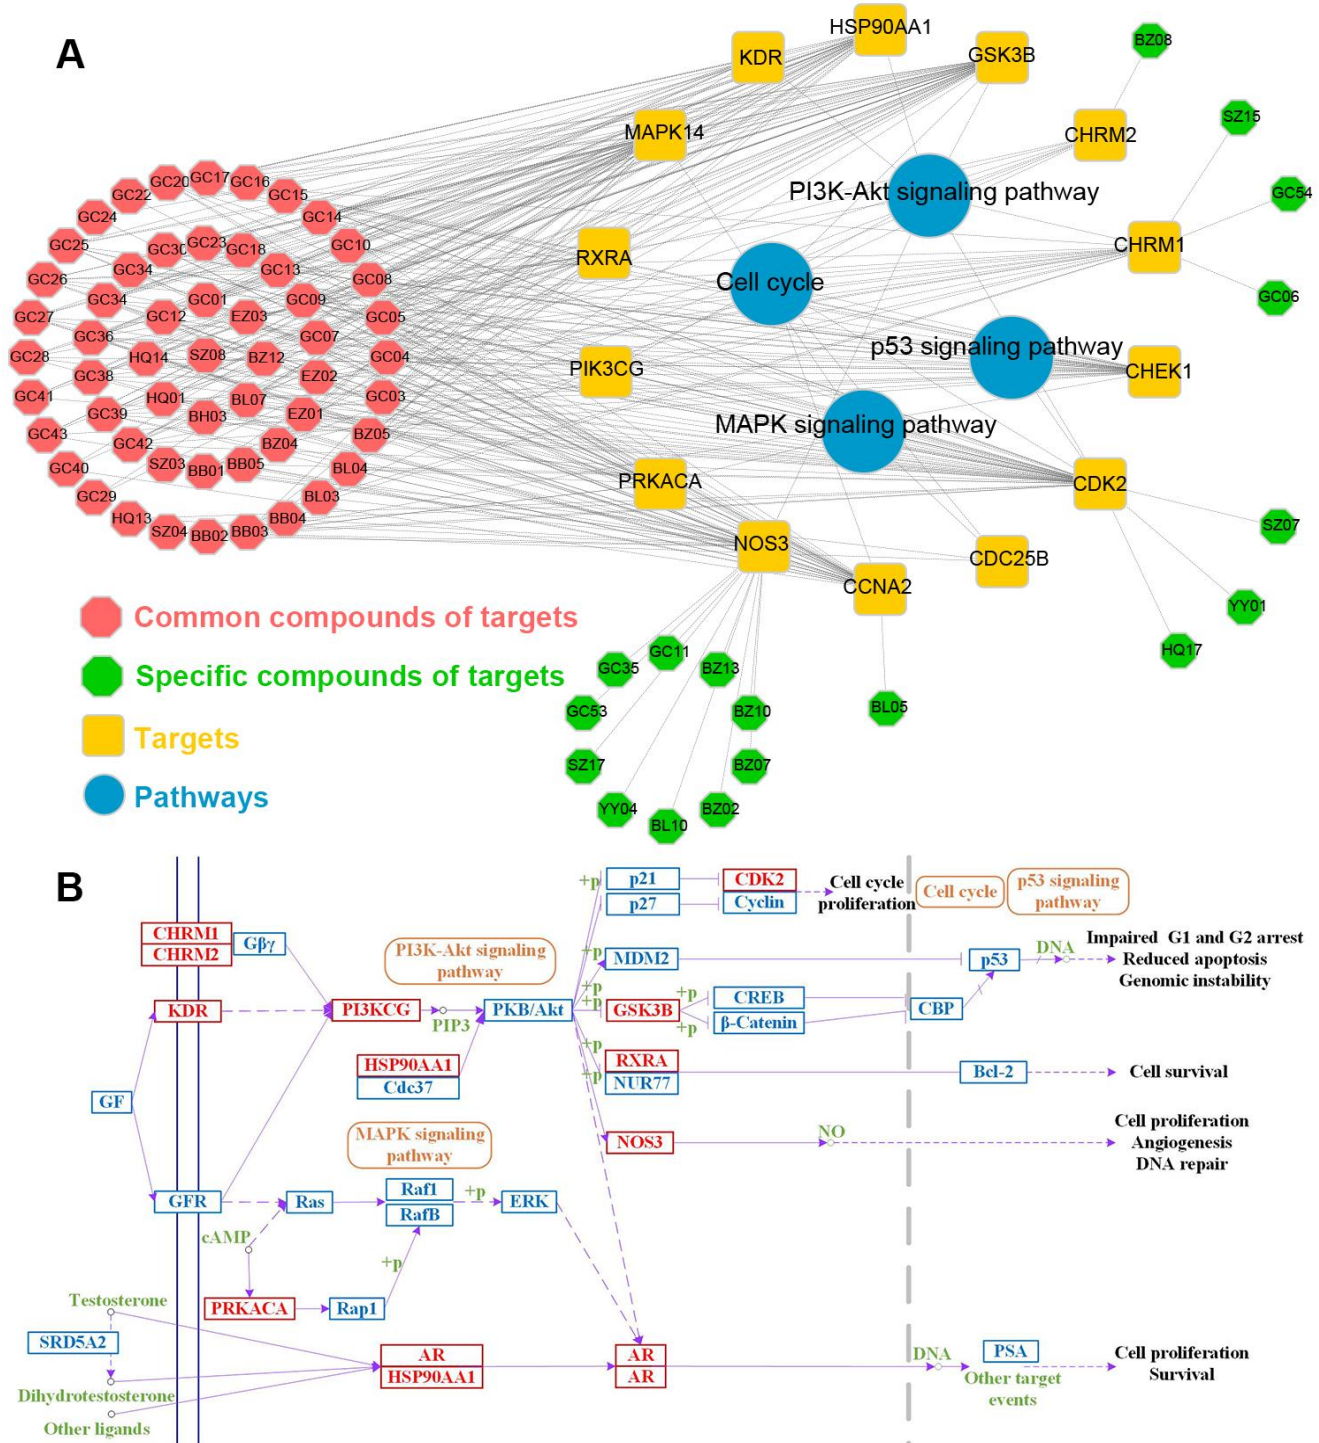 A
HSP90AA1
KDR
GSK3B
BZ08
MAPK14
CHRM2
SZ15
PI3K-Akt signaling pathway
GC54
CHRM1
RXRA
Cell cycle
GC06
p53 signaling pathway
PIK3CG
CHEK1
MAPK signaling pathway
PRKACA
CDK2
SZ07
NOS3
CDC25B
CCNA2
YY01
HQ17
GC17
GC20
GC16
GC22
GC15
GC24
GC14
GC25
GC30
GC23
GC18
GC10
GC26
GC34
GC13
GC08
GC27
GC34
GC12
GC01
EZ03
GC09
GC05
GC28
GC36
HQ14
SZ08
BZ12
GC07
GC04
GC41
GC38
HQ01
BH03
BL07
EZ02
GC03
GC43
GC39
EZ01
BZ05
GC40
GC42
SZ03
BB01
BB05
BZ04
BL04
GC29
HQ13
SZ04
BB02
BB03
BB04
BL03
Common compounds of targets
Specific compounds of targets
Targets
Pathways
GC35
GC11
BZ13
GC53
BZ10
BL05
SZ17
BZ07
YY04
BL10
BZ02
B
+p
p21
CDK2
Cell cycle
proliferation
p27
Cyclin
Cell cycle
p53 signaling
pathway
CHRM1
CHRM2
Gβγ
PI3K-Akt signaling
pathway
+p
MDM2
p53
DNA
Impaired G1 and G2 arrest
Reduced apoptosis
Genomic instability
KDR
PI3KCG
PIP3
PKB/Akt
+p
+p
GSK3B
+p
+p
CREB
β-Catenin
CBP
HSP90AA1
Cdc37
+p
+p
RXRA
NUR77
Bcl-2
Cell survival
GF
MAPK signaling
pathway
NOS3
NO
Cell proliferation
Angiogenesis
DNA repair
GFR
Ras
Raf1
RafB
+p
ERK
cAMP
+p
PRKACA
Rap1
Testosterone
SRD5A2
Dihydrotestosterone
Other ligands
AR
HSP90AA1
AR
AR
DNA
PSA
Other target
events
Cell proliferation
Survival